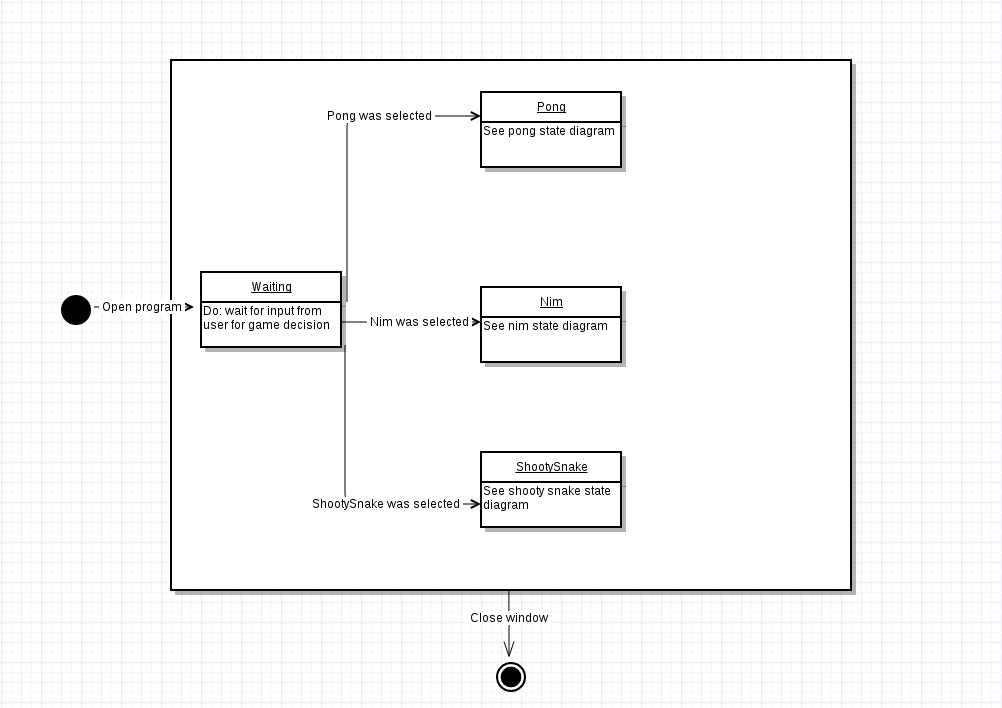 Pong was selected
Pong
See pong state diagram
Waiting
Do: wait for input from
user for game decision
Open program
Nim was selected
Nim
See nim state diagram
ShootySnake was selected
ShootySnake
See shooty snake state
diagram
Close window